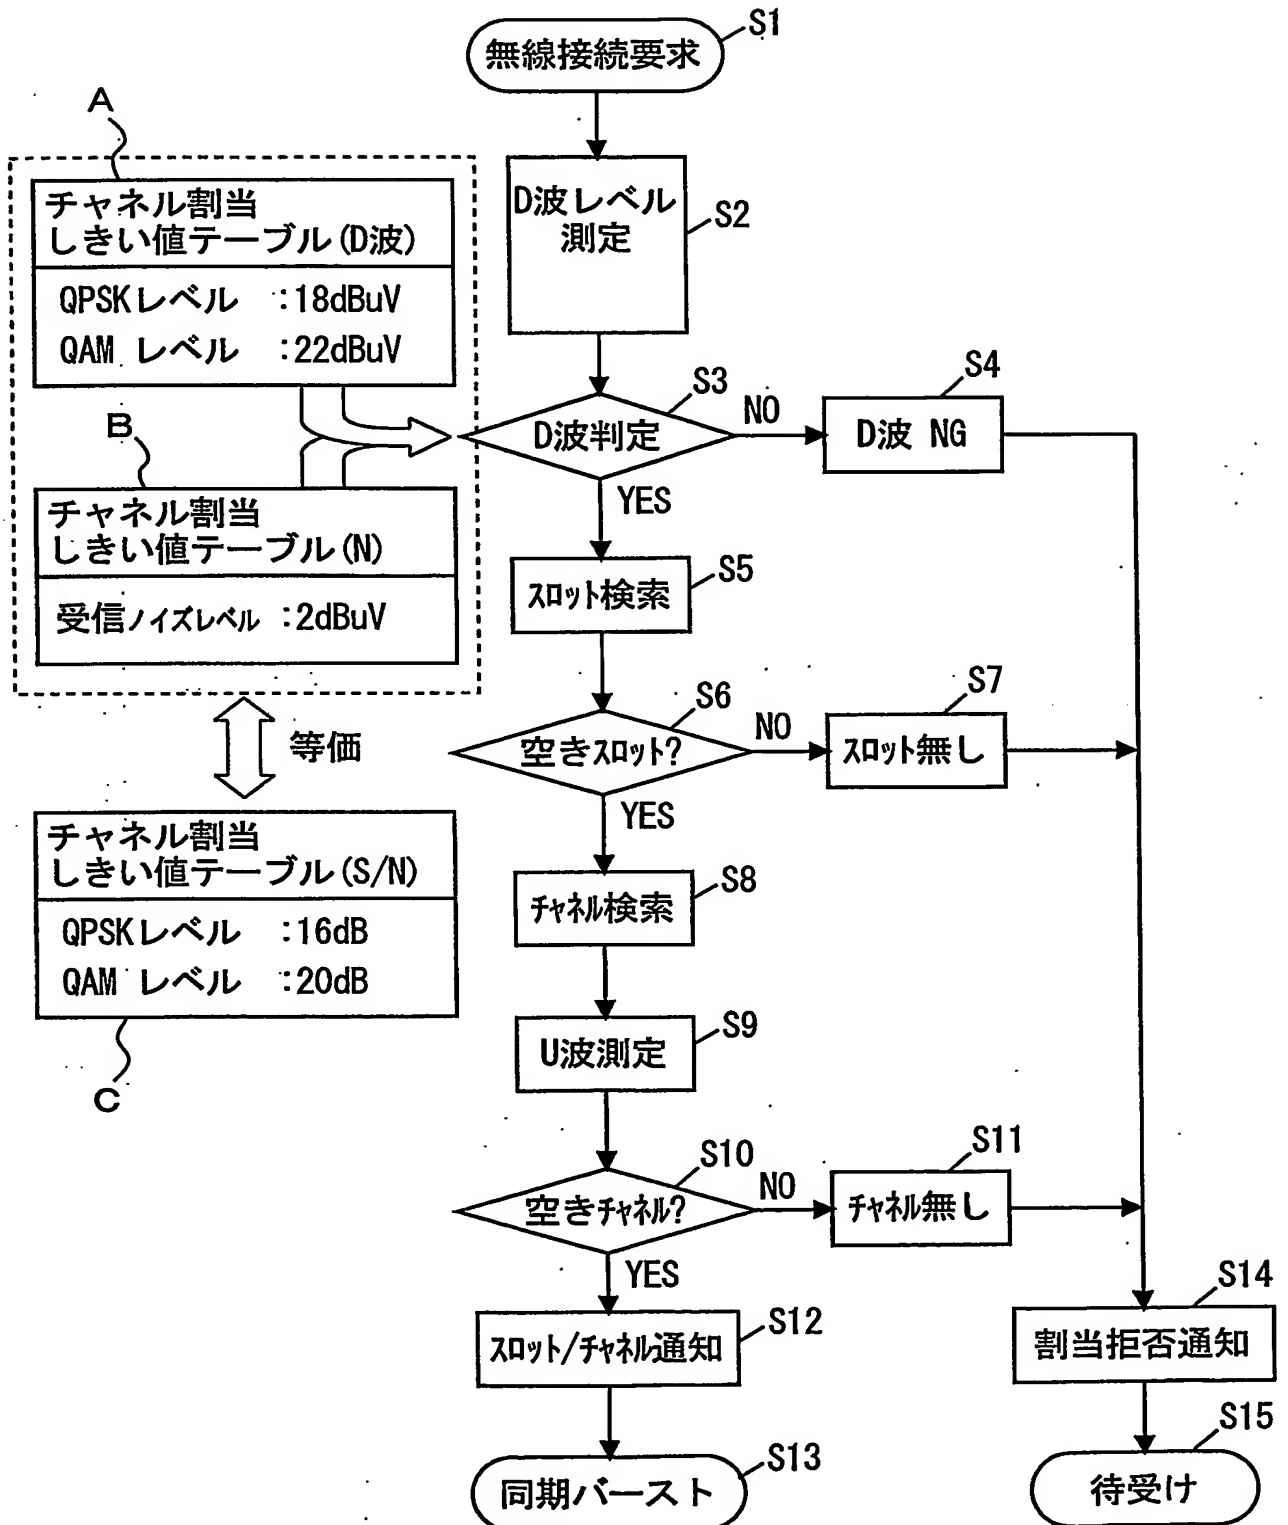 S1
無線接続要求
A
チャネル割当
しきい値テーブル(D波)
QPSKレベル :18dBuV
QAM レベル :22dBuV
D波レベル
測定
S2
S3
D波判定
NO
S4
D波 NG
YES
B
チャネル割当
しきい値テーブル(N)
受信ノイズレベル :2dBuV
S5
スロット検索
S6
空きスロット?
NO
S7
スロット無し
YES
等価
チャネル割当
しきい値テーブル(S/N)
QPSKレベル :16dB
QAM レベル :20dB
C
S8
チャネル検索
S9
U波測定
S10
空きチャネル?
NO
S11
チャネル無し
YES
S12
スロット/チャネル通知
S14
割当拒否通知
S13
同期バースト
S15
待受け